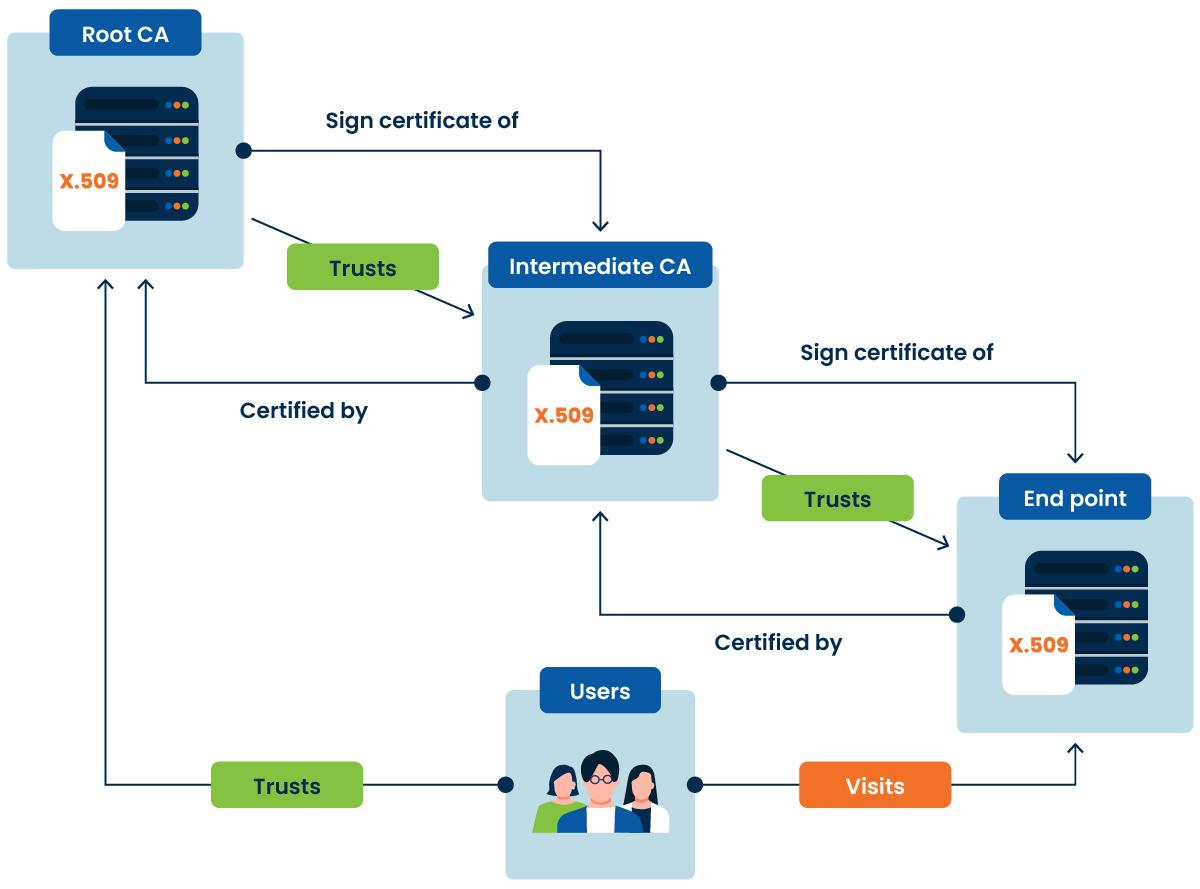 Root CA
X.509
Sign certificate of
Trusts
Intermediate CA
X.509
Certified by
Sign certificate of
Trusts
End point
X.509
Certified by
Users
Trusts
Visits